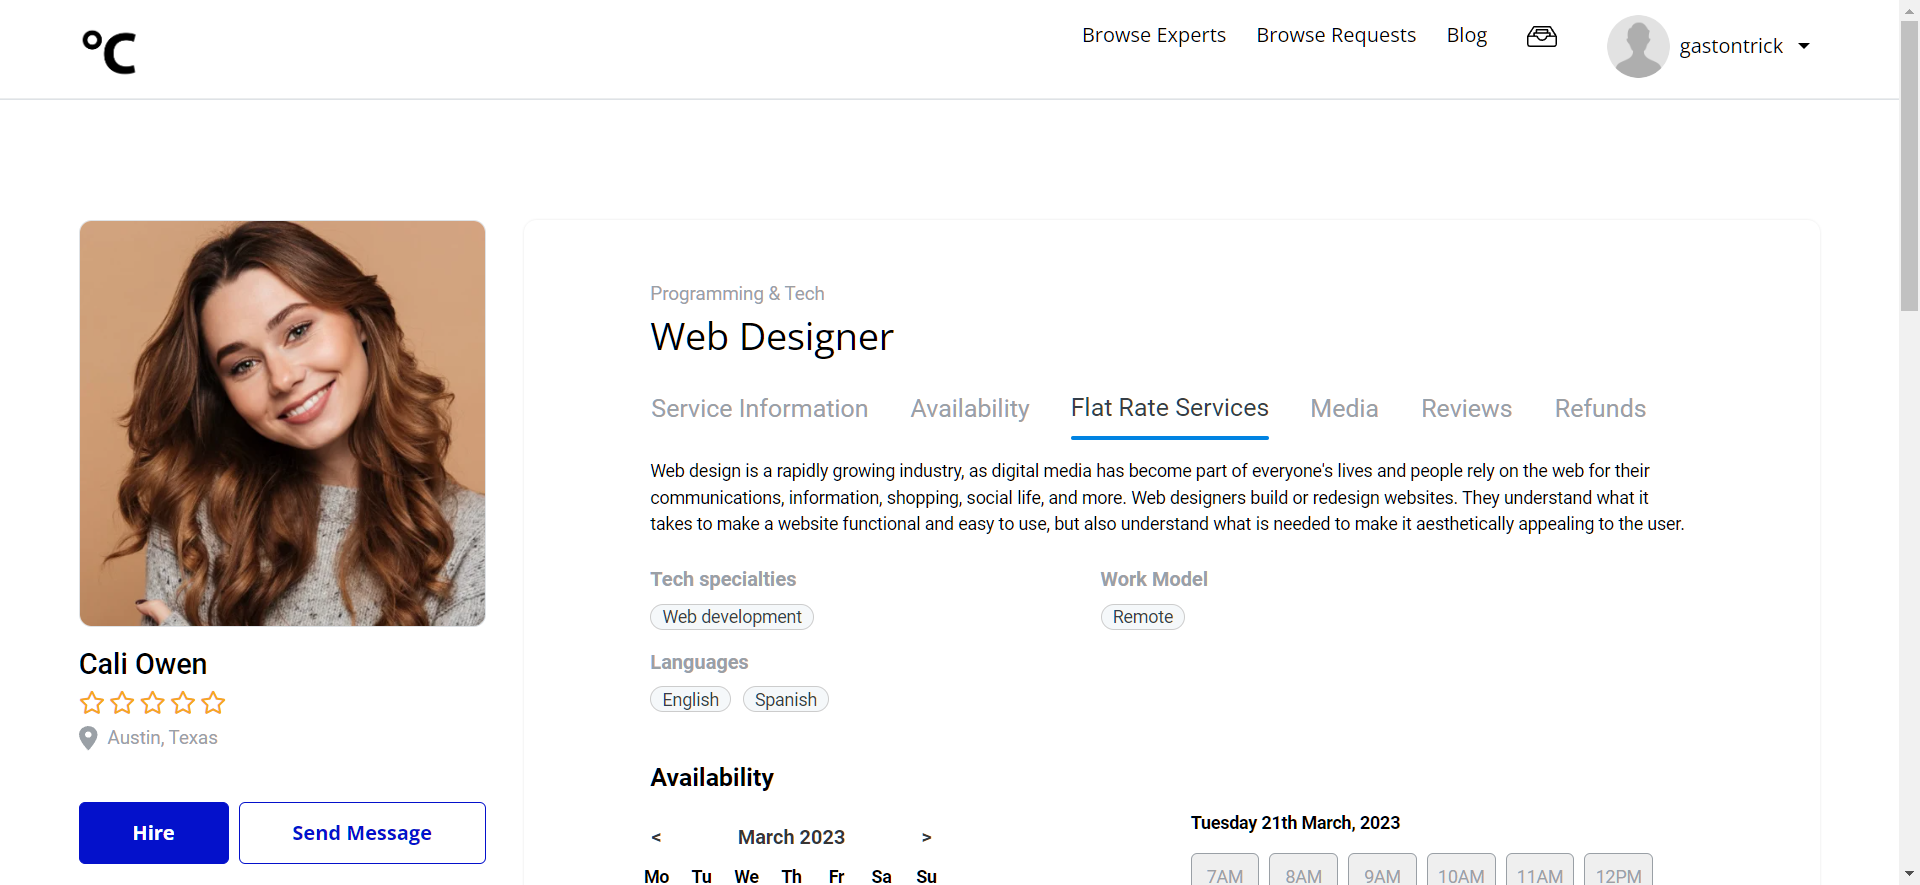 °C
Browse Experts Browse Requests Blog
gastontrick
Programming & Tech
Web Designer
Service Information Availability Flat Rate Services Media Reviews Refunds
Web design is a rapidly growing industry, as digital media has become part of everyone's lives and people rely on the web for their
communications, information, shopping, social life, and more. Web designers build or redesign websites. They understand what it
takes to make a website functional and easy to use, but also understand what is needed to make it aesthetically appealing to the user.
Tech specialties
Web development
Work Model
Remote
Languages
English Spanish
Cali Owen
Austin, Texas
Hire Send Message
Availability
< March 2023 >
Mo Tu We Th Fr Sa Su
Tuesday 21th March, 2023
7AM 8AM 9AM 10AM 11AM 12PM